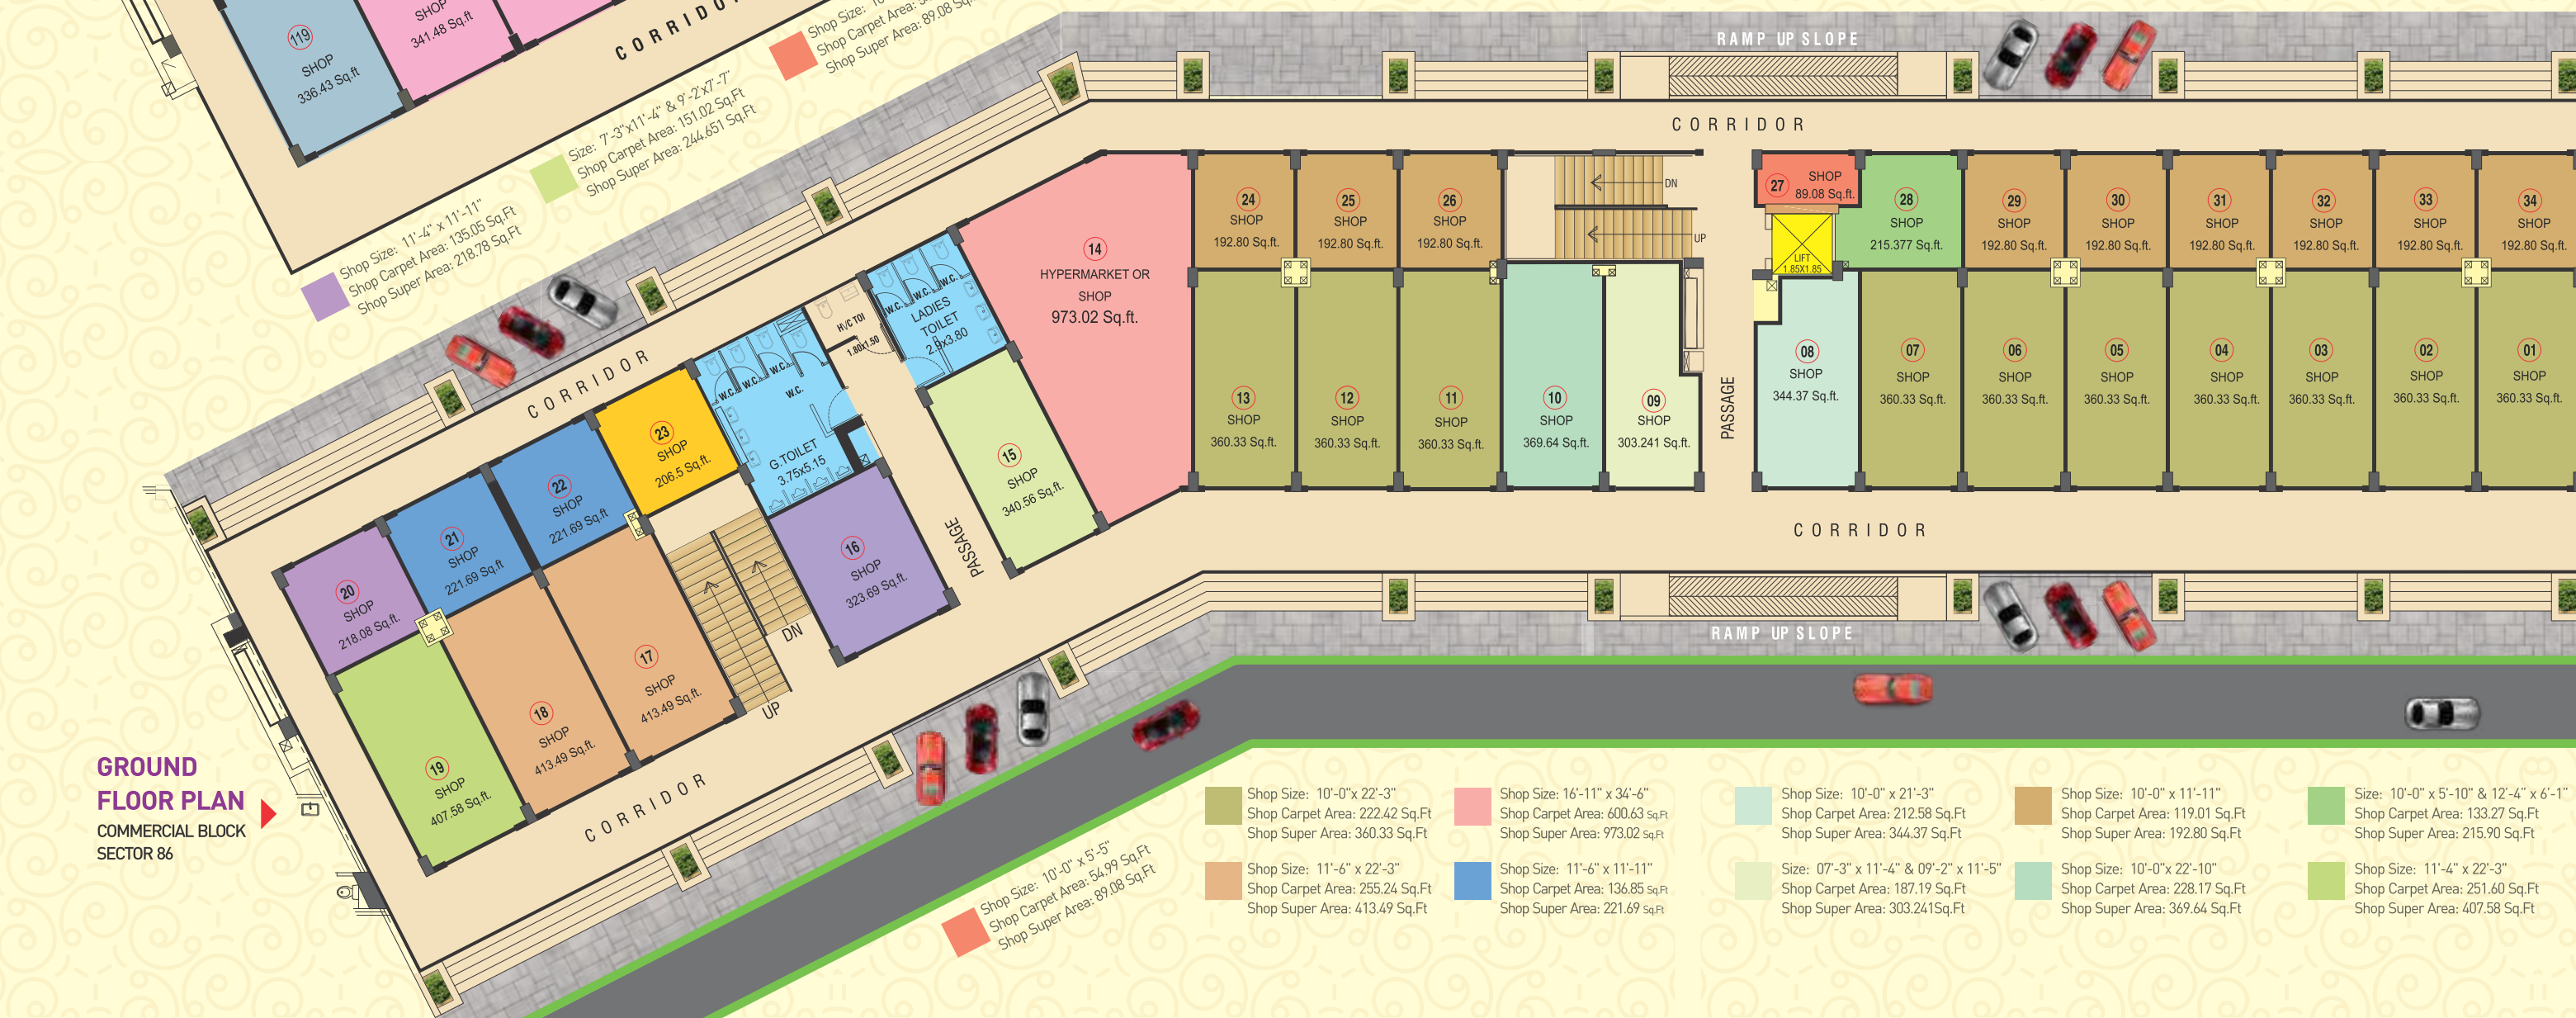 119
SHOP
336.43 Sq.ft
SHOP
341.48 Sq.ft
CORRIDO
Shop Carpet Area:
Shop Super Area: 89.08 Sq.
Size: 7'-3"x11'-4" & 9'-2'x7'-7"
Shop Carpet Area: 151.02 Sq.Ft
Shop Super Area: 244.651 Sq.Ft
Shop Size: 11'-4" x 11'-11"
Shop Carpet Area: 135.05 Sq.Ft
Shop Super Area: 218.78 Sq.Ft
RAMP UP SLOPE
CORRIDOR
24
SHOP
192.80 Sq.ft.
25
SHOP
192.80 Sq.ft.
26
SHOP
192.80 Sq.ft.
DN
UP
27
SHOP
89.08 Sq.ft.
LIFT
1.85X1.85
28
SHOP
215.377 Sq.ft.
29
SHOP
192.80 Sq.ft.
30
SHOP
192.80 Sq.ft.
31
SHOP
192.80 Sq.ft.
32
SHOP
192.80 Sq.ft.
33
SHOP
192.80 Sq.ft.
34
SHOP
192.80 Sq.ft.
14
HYPERMARKET OR
SHOP
973.02 Sq.ft.
13
SHOP
360.33 Sq.ft.
12
SHOP
360.33 Sq.ft.
11
SHOP
360.33 Sq.ft.
10
SHOP
369.64 Sq.ft.
09
SHOP
303.241 Sq.ft.
PASSAGE
08
SHOP
344.37 Sq.ft.
07
SHOP
360.33 Sq.ft.
06
SHOP
360.33 Sq.ft.
05
SHOP
360.33 Sq.ft.
04
SHOP
360.33 Sq.ft.
03
SHOP
360.33 Sq.ft.
02
SHOP
360.33 Sq.ft.
01
SHOP
360.33 Sq.ft.
CORRIDOR
W.C.
W.C.
W.C.
LADIES
TOILET
2.9x3.80
H\C TOI
1.80x1.50
W.C.
W.C.
W.C.
W.C.
G.TOILET
3.75x5.15
23
SHOP
206.5 Sq.ft.
22
SHOP
221.69 Sq.ft
21
SHOP
221.69 Sq.ft
20
SHOP
218.08 Sq.ft.
15
SHOP
340.56 Sq.ft.
PASSAGE
16
SHOP
323.69 Sq.ft.
DN
UP
17
SHOP
413.49 Sq.ft.
18
SHOP
413.49 Sq.ft.
19
SHOP
407.58 Sq.ft.
CORRIDOR
CORRIDOR
RAMP UP SLOPE
GROUND
FLOOR PLAN
COMMERCIAL BLOCK
SECTOR 86
Shop Size: 10'-0" x 5'-5"
Shop Carpet Area: 54.99 Sq.Ft
Shop Super Area: 89.08 Sq.Ft
Shop Size: 10'-0"x 22'-3"
Shop Carpet Area: 222.42 Sq.Ft
Shop Super Area: 360.33 Sq.Ft
Shop Size: 16'-11" x 34'-6"
Shop Carpet Area: 600.63 Sq.Ft
Shop Super Area: 973.02 Sq.Ft
Shop Size: 10'-0" x 21'-3"
Shop Carpet Area: 212.58 Sq.Ft
Shop Super Area: 344.37 Sq.Ft
Shop Size: 10'-0" x 11'-11"
Shop Carpet Area: 119.01 Sq.Ft
Shop Super Area: 192.80 Sq.Ft
Size: 10'-0" x 5'-10" & 12'-4" x 6'-1"
Shop Carpet Area: 133.27 Sq.Ft
Shop Super Area: 215.90 Sq.Ft
Shop Size: 11'-6" x 22'-3"
Shop Carpet Area: 255.24 Sq.Ft
Shop Super Area: 413.49 Sq.Ft
Shop Size: 11'-6" x 11'-11"
Shop Carpet Area: 136.85 Sq.Ft
Shop Super Area: 221.69 Sq.Ft
Size: 07'-3" x 11'-4" & 09'-2" x 11'-5"
Shop Carpet Area: 187.19 Sq.Ft
Shop Super Area: 303.241Sq.Ft
Shop Size: 10'-0"x 22'-10"
Shop Carpet Area: 228.17 Sq.Ft
Shop Super Area: 369.64 Sq.Ft
Shop Size: 11'-4" x 22'-3"
Shop Carpet Area: 251.60 Sq.Ft
Shop Super Area: 407.58 Sq.Ft